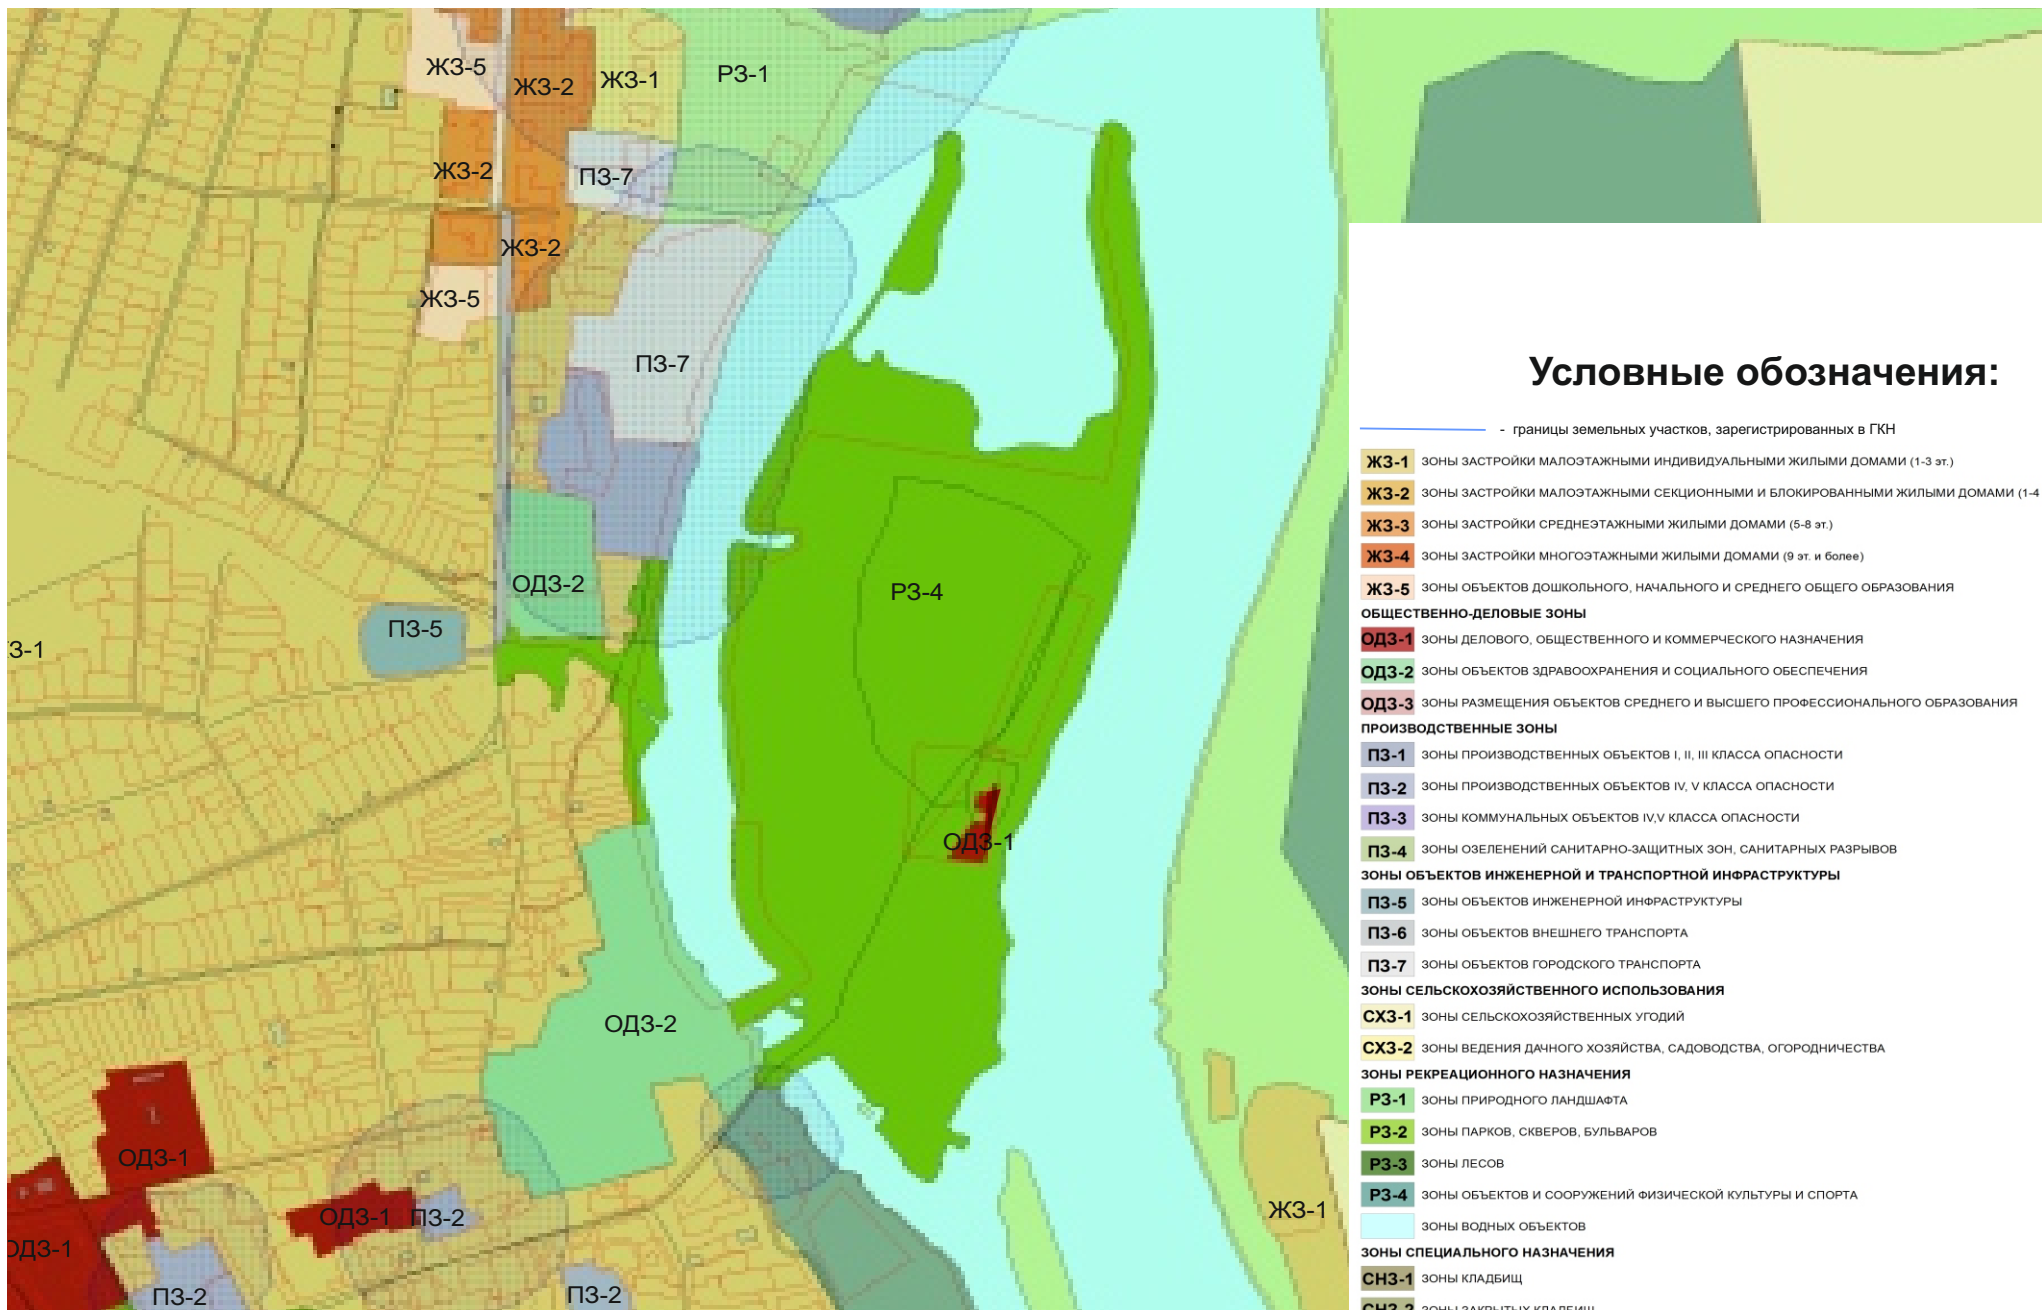 ЖЗ-5
ЖЗ-2
ЖЗ-1
РЗ-1
ЖЗ-2
ПЗ-7
ЖЗ-2
ЖЗ-5
ПЗ-7
ОДЗ-2
РЗ-4
ПЗ-5
З-1
ОДЗ-1
ОДЗ-2
ОДЗ-1
ОДЗ-1
ПЗ-2
ОДЗ-1
ПЗ-2
ПЗ-2
ЖЗ-1
Условные обозначения:
- границы земельных участков, зарегистрированных в ГКН
ЖЗ-1 ЗОНЫ ЗАСТРОЙКИ МАЛОЭТАЖНЫМИ ИНДИВИДУАЛЬНЫМИ ЖИЛЫМИ ДОМАМИ (1-3 эт.)
ЖЗ-2 ЗОНЫ ЗАСТРОЙКИ МАЛОЭТАЖНЫМИ СЕКЦИОННЫМИ И БЛОКИРОВАННЫМИ ЖИЛЫМИ ДОМАМИ (1-4
ЖЗ-3 ЗОНЫ ЗАСТРОЙКИ СРЕДНЕЭТАЖНЫМИ ЖИЛЫМИ ДОМАМИ (5-8 эт.)
ЖЗ-4 ЗОНЫ ЗАСТРОЙКИ МНОГОЭТАЖНЫМИ ЖИЛЫМИ ДОМАМИ (9 эт. и более)
ЖЗ-5 ЗОНЫ ОБЪЕКТОВ ДОШКОЛЬНОГО, НАЧАЛЬНОГО И СРЕДНЕГО ОБЩЕГО ОБРАЗОВАНИЯ
ОБЩЕСТВЕННО-ДЕЛОВЫЕ ЗОНЫ
ОДЗ-1 ЗОНЫ ДЕЛОВОГО, ОБЩЕСТВЕННОГО И КОММЕРЧЕСКОГО НАЗНАЧЕНИЯ
ОДЗ-2 ЗОНЫ ОБЪЕКТОВ ЗДРАВООХРАНЕНИЯ И СОЦИАЛЬНОГО ОБЕСПЕЧЕНИЯ
ОДЗ-3 ЗОНЫ РАЗМЕЩЕНИЯ ОБЪЕКТОВ СРЕДНЕГО И ВЫСШЕГО ПРОФЕССИОНАЛЬНОГО ОБРАЗОВАНИЯ
ПРОИЗВОДСТВЕННЫЕ ЗОНЫ
ПЗ-1 ЗОНЫ ПРОИЗВОДСТВЕННЫХ ОБЪЕКТОВ I, II, III КЛАССА ОПАСНОСТИ
ПЗ-2 ЗОНЫ ПРОИЗВОДСТВЕННЫХ ОБЪЕКТОВ IV, V КЛАССА ОПАСНОСТИ
ПЗ-3 ЗОНЫ КОММУНАЛЬНЫХ ОБЪЕКТОВ IV,V КЛАССА ОПАСНОСТИ
ПЗ-4 ЗОНЫ ОЗЕЛЕНЕНИЙ САНИТАРНО-ЗАЩИТНЫХ ЗОН, САНИТАРНЫХ РАЗРЫВОВ
ЗОНЫ ОБЪЕКТОВ ИНЖЕНЕРНОЙ И ТРАНСПОРТНОЙ ИНФРАСТРУКТУРЫ
ПЗ-5 ЗОНЫ ОБЪЕКТОВ ИНЖЕНЕРНОЙ ИНФРАСТРУКТУРЫ
ПЗ-6 ЗОНЫ ОБЪЕКТОВ ВНЕШНЕГО ТРАНСПОРТА
ПЗ-7 ЗОНЫ ОБЪЕКТОВ ГОРОДСКОГО ТРАНСПОРТА
ЗОНЫ СЕЛЬСКОХОЗЯЙСТВЕННОГО ИСПОЛЬЗОВАНИЯ
СХЗ-1 ЗОНЫ СЕЛЬСКОХОЗЯЙСТВЕННЫХ УГОДИЙ
СХЗ-2 ЗОНЫ ВЕДЕНИЯ ДАЧНОГО ХОЗЯЙСТВА, САДОВОДСТВА, ОГОРОДНИЧЕСТВА
ЗОНЫ РЕКРЕАЦИОННОГО НАЗНАЧЕНИЯ
РЗ-1 ЗОНЫ ПРИРОДНОГО ЛАНДШАФТА
РЗ-2 ЗОНЫ ПАРКОВ, СКВЕРОВ, БУЛЬВАРОВ
РЗ-3 ЗОНЫ ЛЕСОВ
РЗ-4 ЗОНЫ ОБЪЕКТОВ И СООРУЖЕНИЙ ФИЗИЧЕСКОЙ КУЛЬТУРЫ И СПОРТА
ЗОНЫ ВОДНЫХ ОБЪЕКТОВ
ЗОНЫ СПЕЦИАЛЬНОГО НАЗНАЧЕНИЯ
СНЗ-1 ЗОНЫ КЛАДБИЩ
СНЗ-2 ЗОНЫ ЗАКРЫТЫХ КЛАДБИЩ